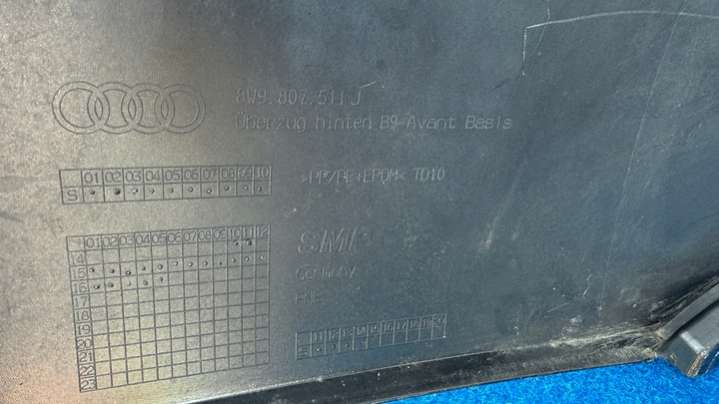 8W9.807.511 J
Überzug hinten B9-Avant Basis
01 02 03 04 05 06 07 08 09 10
S
>PP/PE+EPDM< TD10
01 02 03 04 05 06 07 08 09 10 11 12
14
15
16
17
18
19
20
21
SMP
Germany